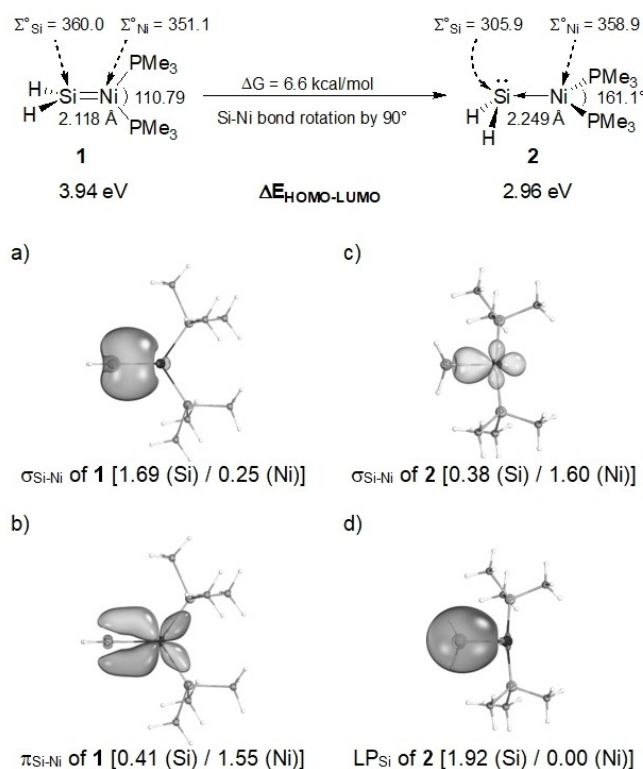 Σ°Si = 360.0 Σ°Ni = 351.1 Σ°Si = 305.9 Σ°Ni = 358.9
PMe3 PMe3
H Si Ni 110.79 ΔG = 6.6 kcal/mol Si Ni 161.1°
H 2.118 Å PMe3 Si-Ni bond rotation by 90° H H 2.249 Å PMe3
1 2
3.94 eV ΔEHOMO-LUMO 2.96 eV
a) c)
σSi-Ni of 1 [1.69 (Si) / 0.25 (Ni)] σSi-Ni of 2 [0.38 (Si) / 1.60 (Ni)]
b) d)
πSi-Ni of 1 [0.41 (Si) / 1.55 (Ni)] LPSi of 2 [1.92 (Si) / 0.00 (Ni)]